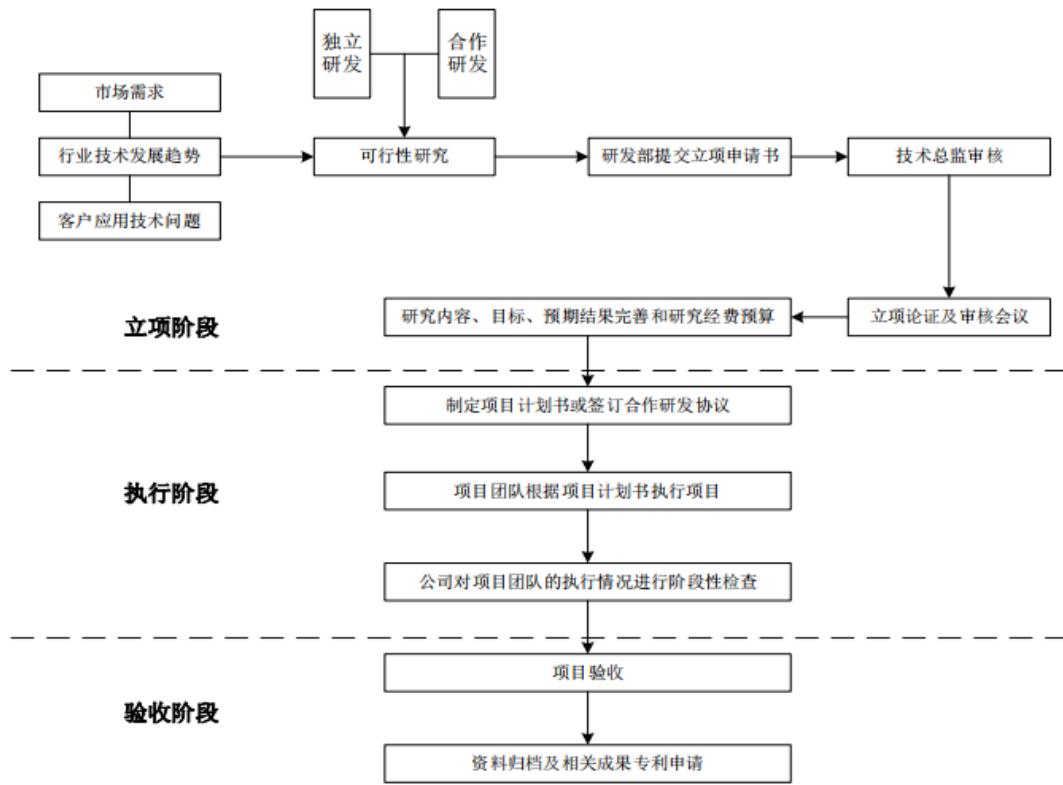 独立
研发
合作
研发
市场需求
行业技术发展趋势
可行性研究
研发部提交立项申请书
技术总监审核
客户应用技术问题
立项阶段
研究内容、目标、预期结果完善和研究经费预算
立项论证及审核会议
制定项目计划书或签订合作研发协议
执行阶段
项目团队根据项目计划书执行项目
公司对项目团队的执行情况进行阶段性检查
项目验收
验收阶段
资料归档及相关成果专利申请